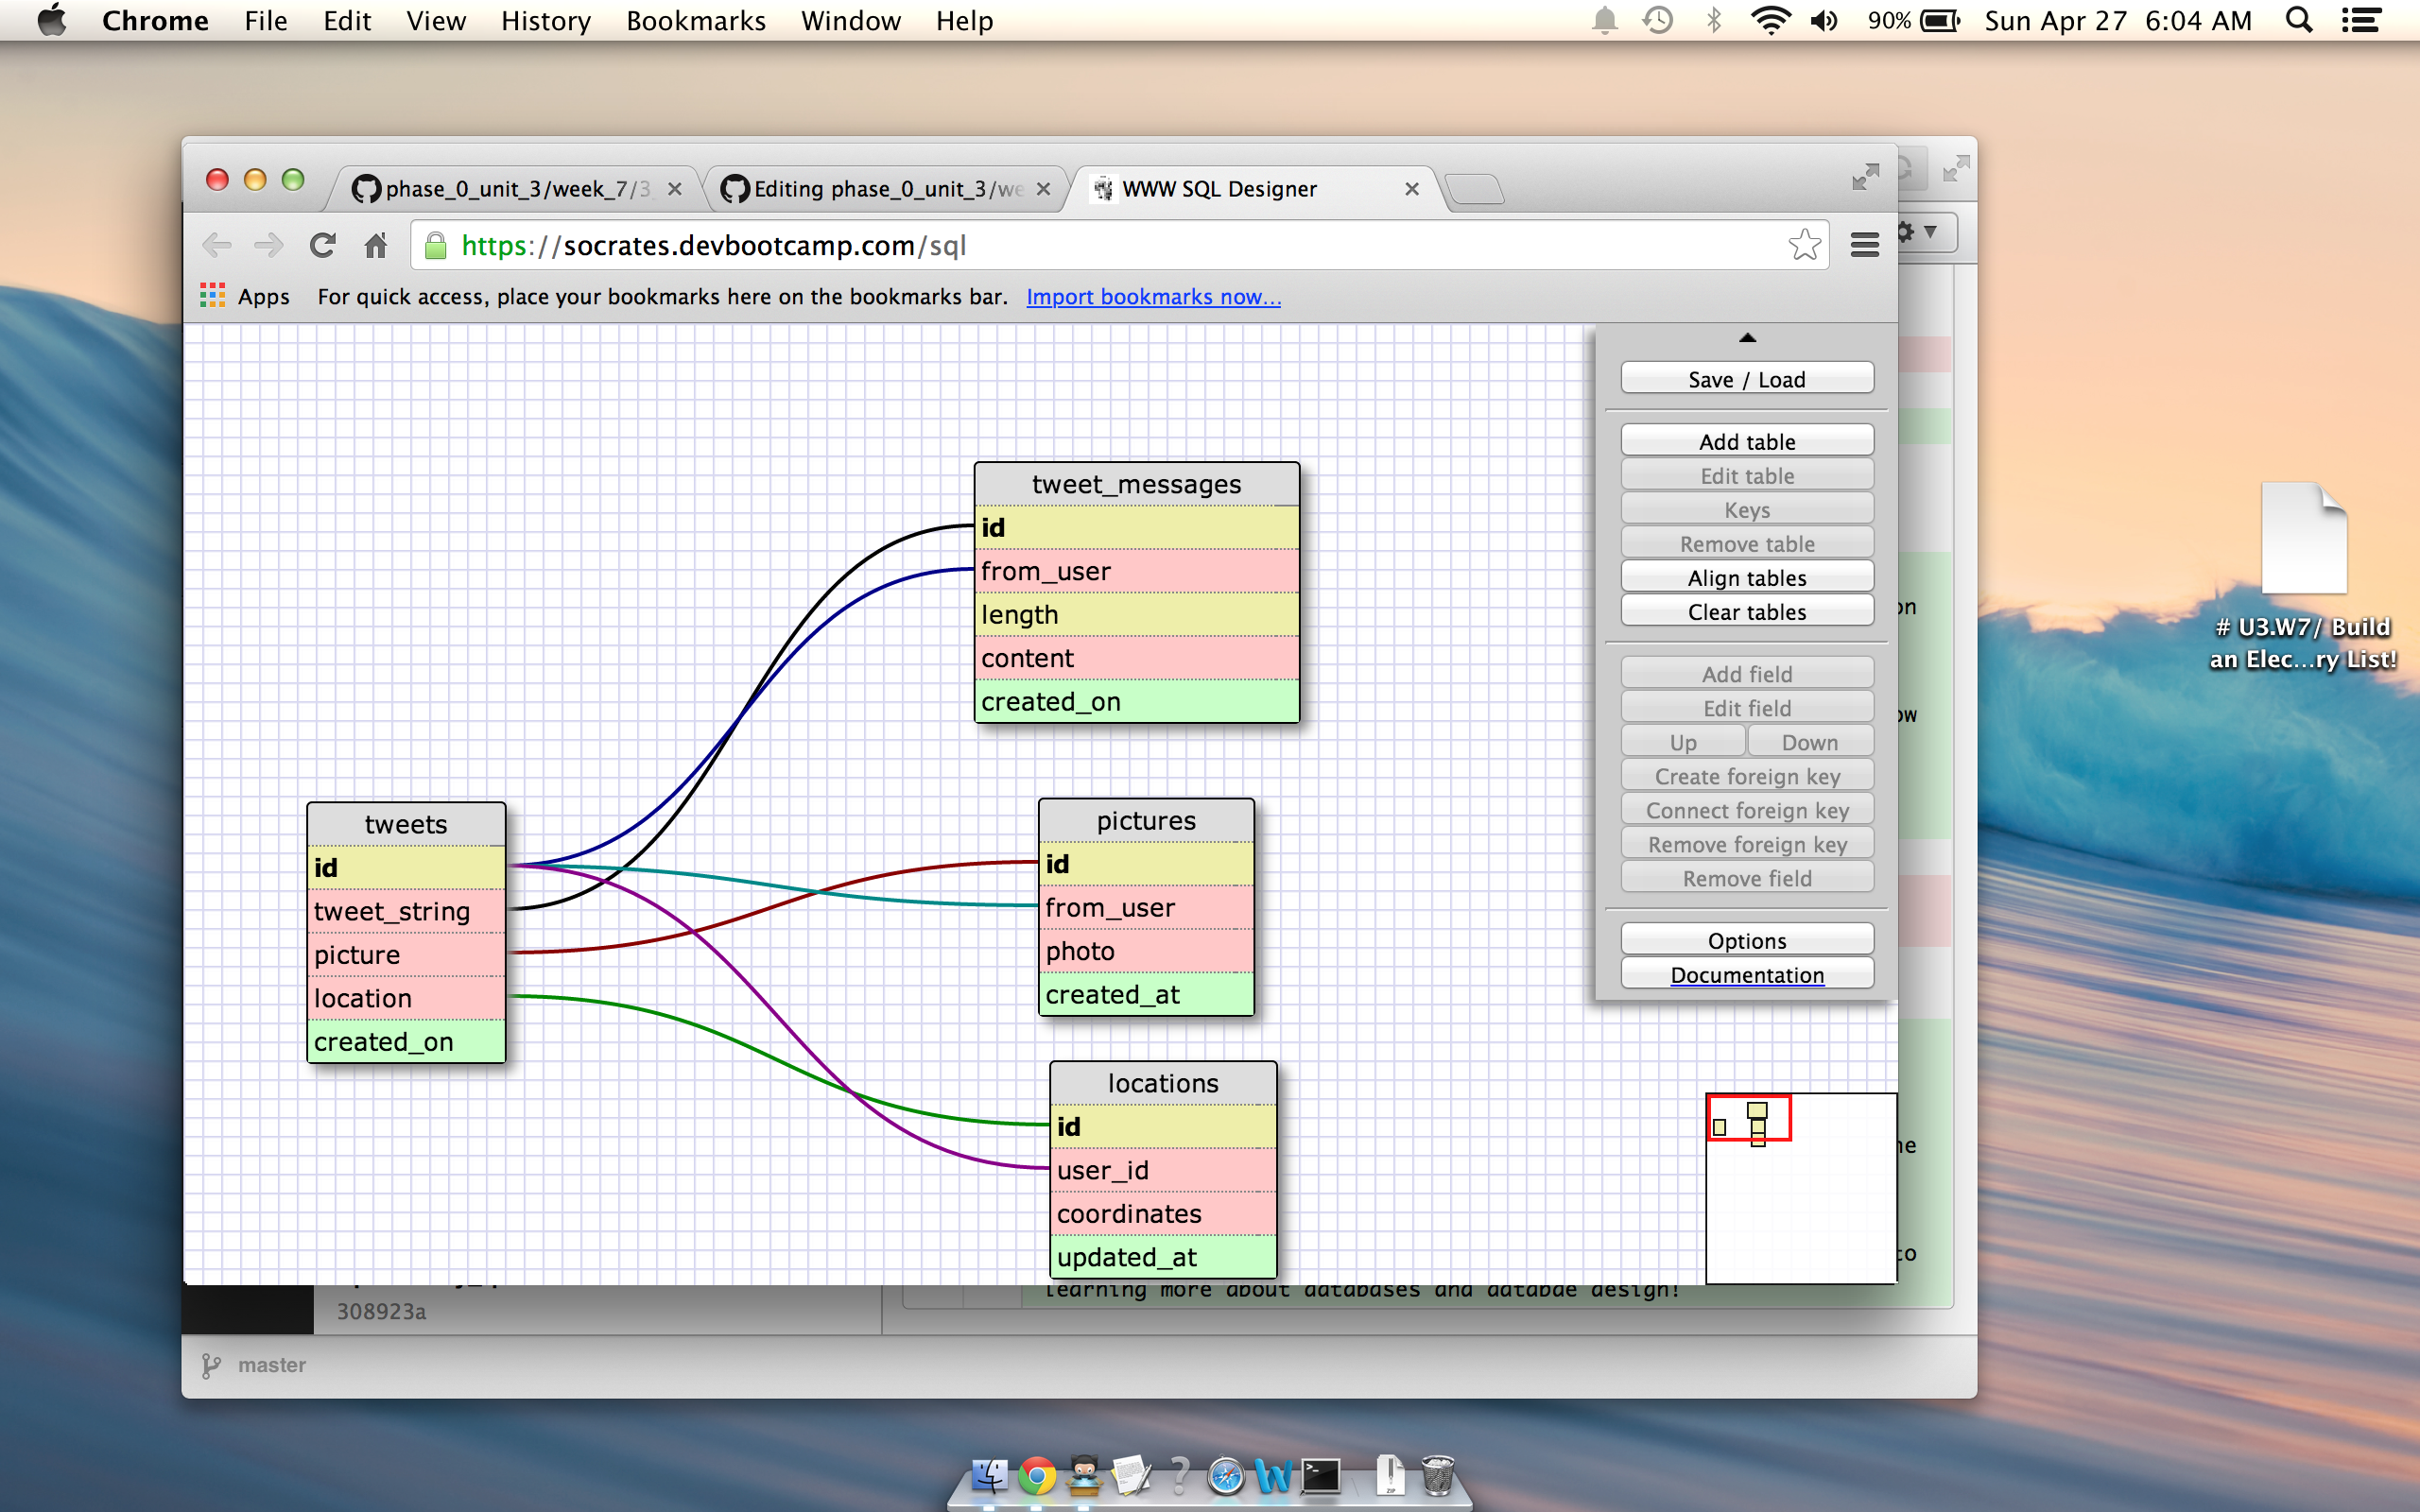 Chrome File Edit View History Bookmarks Window Help 90% Sun Apr 27 6:04 AM
phase_0_unit_3/week_7/3 Editing phase_0_unit_3/we WWW SQL Designer
https://socrates.devbootcamp.com/sql
Apps For quick access, place your bookmarks here on the bookmarks bar. Import bookmarks now...
tweet_messages
id
from_user
length
content
created_on
tweets
id
tweet_string
picture
location
created_on
pictures
id
from_user
photo
created_at
locations
id
user_id
coordinates
updated_at
Save / Load
Add table
Edit table
Keys
Remove table
Align tables
Clear tables
Add field
Edit field
Up Down
Create foreign key
Connect foreign key
Remove foreign key
Remove field
Options
Documentation
# U3.W7/ Build
an Elec...ry List!
learning more about databases and databae design!
308923a
master
ZIP